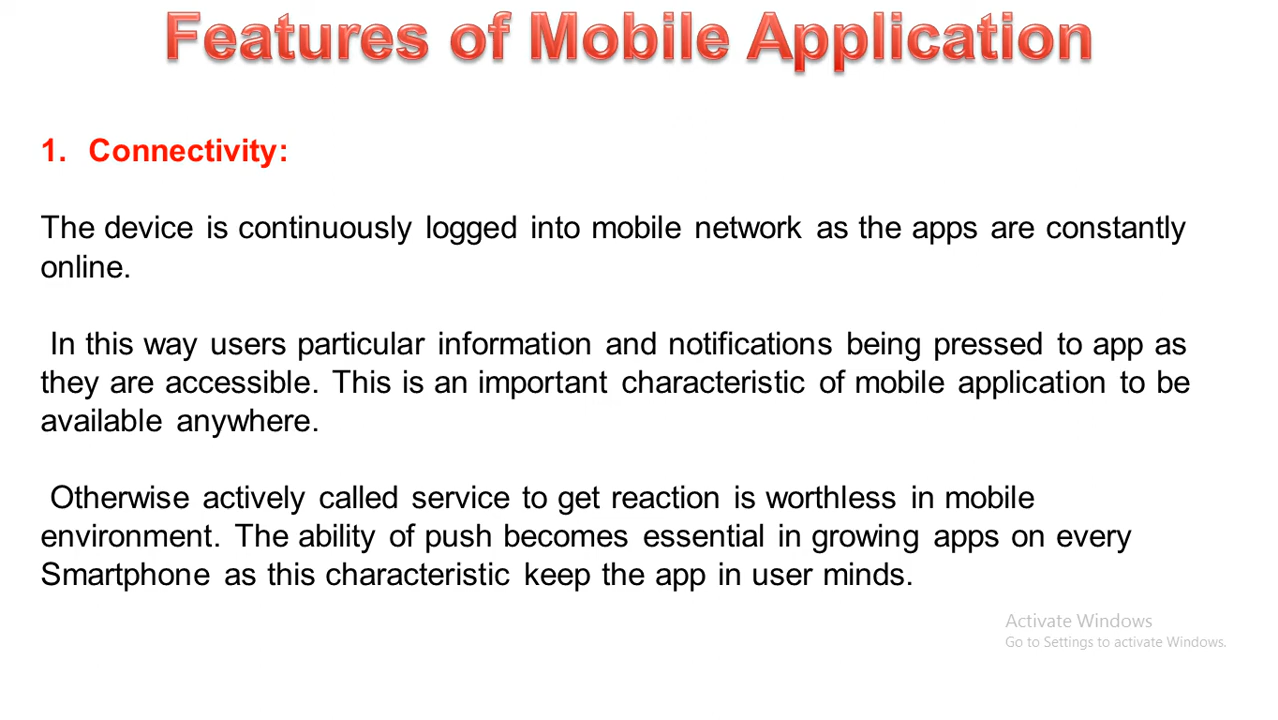 Features of Mobile Application
1. Connectivity:
The device is continuously logged into mobile network as the apps are constantly
online.
In this way users particular information and notifications being pressed to app as
they are accessible. This is an important characteristic of mobile application to be
available anywhere.
Otherwise actively called service to get reaction is worthless in mobile
environment. The ability of push becomes essential in growing apps on every
Smartphone as this characteristic keep the app in user minds.
Activate Windows
Go to Settings to activate Windows.